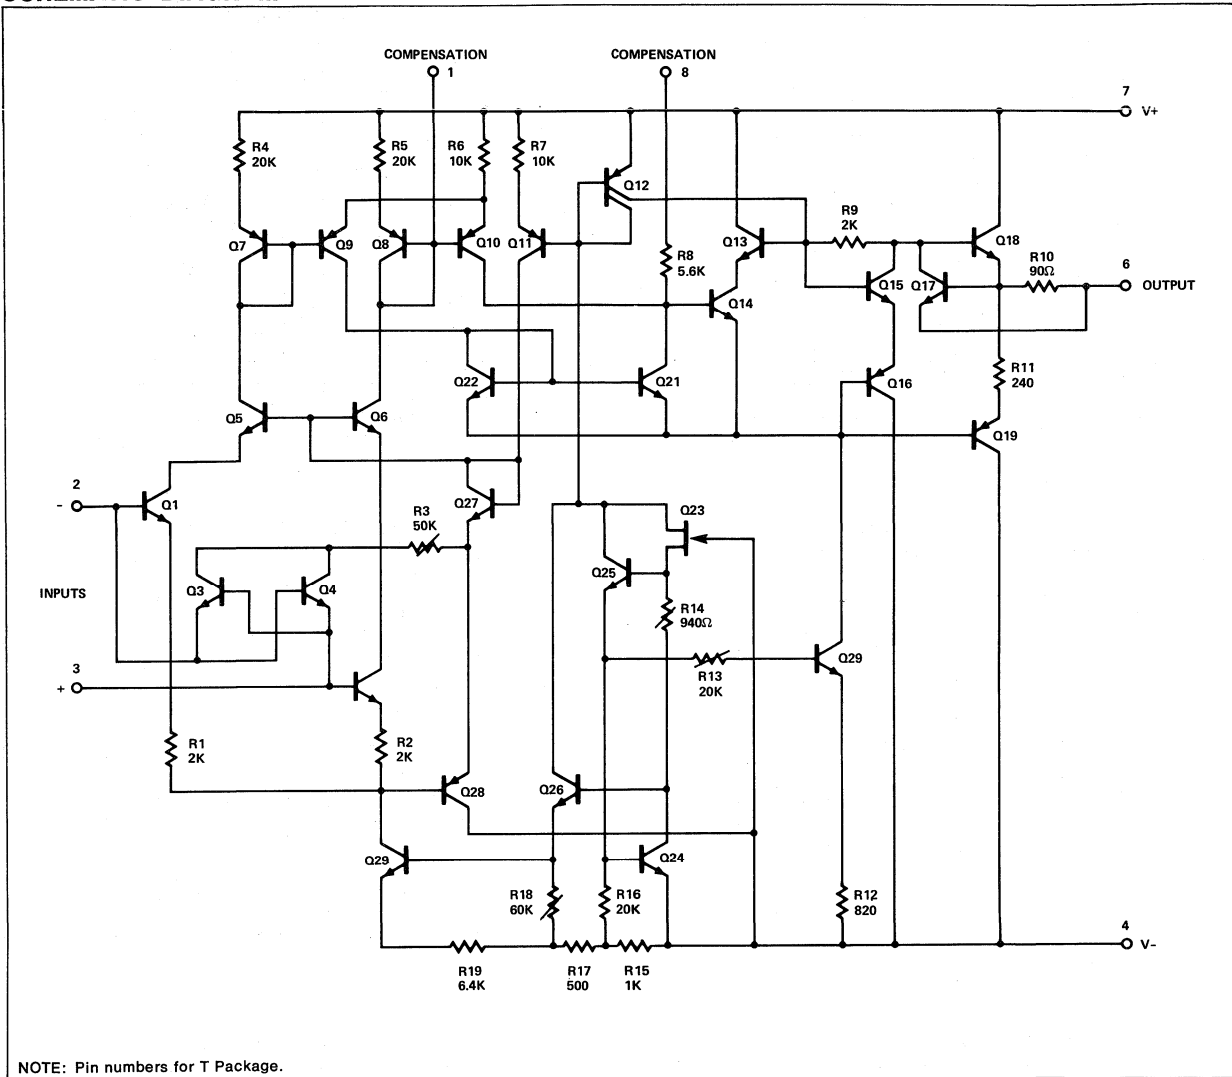 COMPENSATION
1
COMPENSATION
8
7
V+
R4
20K
R5
20K
R6
10K
R7
10K
Q12
R9
2K
Q7
Q9
Q8
Q10
Q11
R8
5.6K
Q13
Q18
R10
90Ω
6
OUTPUT
Q14
Q15
Q17
Q22
Q21
Q16
R11
240
Q5
Q6
Q19
2
-
Q1
Q27
R3
50K
Q23
Q25
INPUTS
Q3
Q4
R14
940Ω
3
+
R13
20K
Q29
R1
2K
R2
2K
Q28
Q26
Q29
Q24
R18
60K
R16
20K
R12
820
4
V-
R19
6.4K
R17
500
R15
1K
NOTE: Pin numbers for T Package.